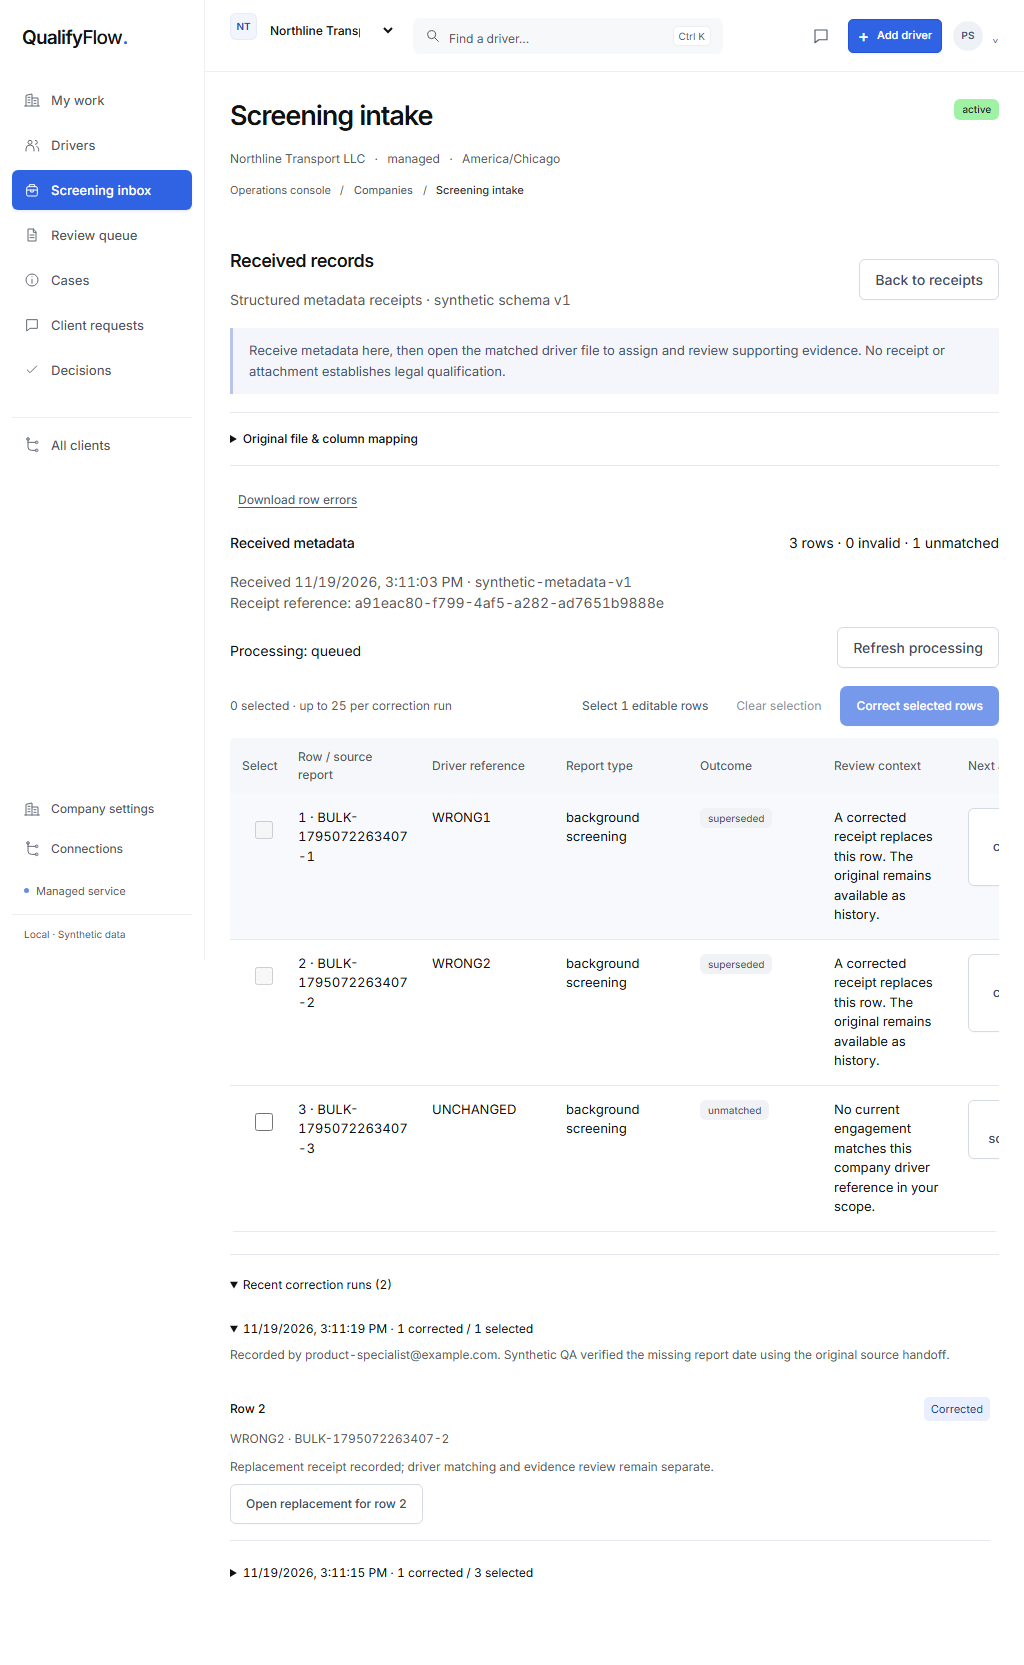 QualifyFlow.
NT
Northline Trans
Find a driver...
Ctrl K
+ Add driver
PS
My work
Drivers
Screening inbox
Review queue
Cases
Client requests
Decisions
All clients
Company settings
Connections
Managed service
Local · Synthetic data
Screening intake
active
Northline Transport LLC · managed · America/Chicago
Operations console / Companies / Screening intake
Received records
Structured metadata receipts · synthetic schema v1
Back to receipts
Receive metadata here, then open the matched driver file to assign and review supporting evidence. No receipt or
attachment establishes legal qualification.
Original file & column mapping
Download row errors
Received metadata
3 rows · 0 invalid · 1 unmatched
Received 11/19/2026, 3:11:03 PM · synthetic-metadata-v1
Receipt reference: a91eac80-f799-4af5-a282-ad7651b9888e
Processing: queued
Refresh processing
0 selected · up to 25 per correction run
Select 1 editable rows
Clear selection
Correct selected rows
Select
Row / source
report
Driver reference
Report type
Outcome
Review context
Next
1 · BULK-
1795072263407
-1
WRONG1
background
screening
superseded
A corrected
receipt replaces
this row. The
original remains
available as
history.
2 · BULK-
1795072263407
-2
WRONG2
background
screening
superseded
A corrected
receipt replaces
this row. The
original remains
available as
history.
3 · BULK-
1795072263407
-3
UNCHANGED
background
screening
unmatched
No current
engagement
matches this
company driver
reference in your
scope.
Recent correction runs (2)
11/19/2026, 3:11:19 PM · 1 corrected / 1 selected
Recorded by product-specialist@example.com. Synthetic QA verified the missing report date using the original source handoff.
Row 2
Corrected
WRONG2 · BULK-1795072263407-2
Replacement receipt recorded; driver matching and evidence review remain separate.
Open replacement for row 2
11/19/2026, 3:11:15 PM · 1 corrected / 3 selected